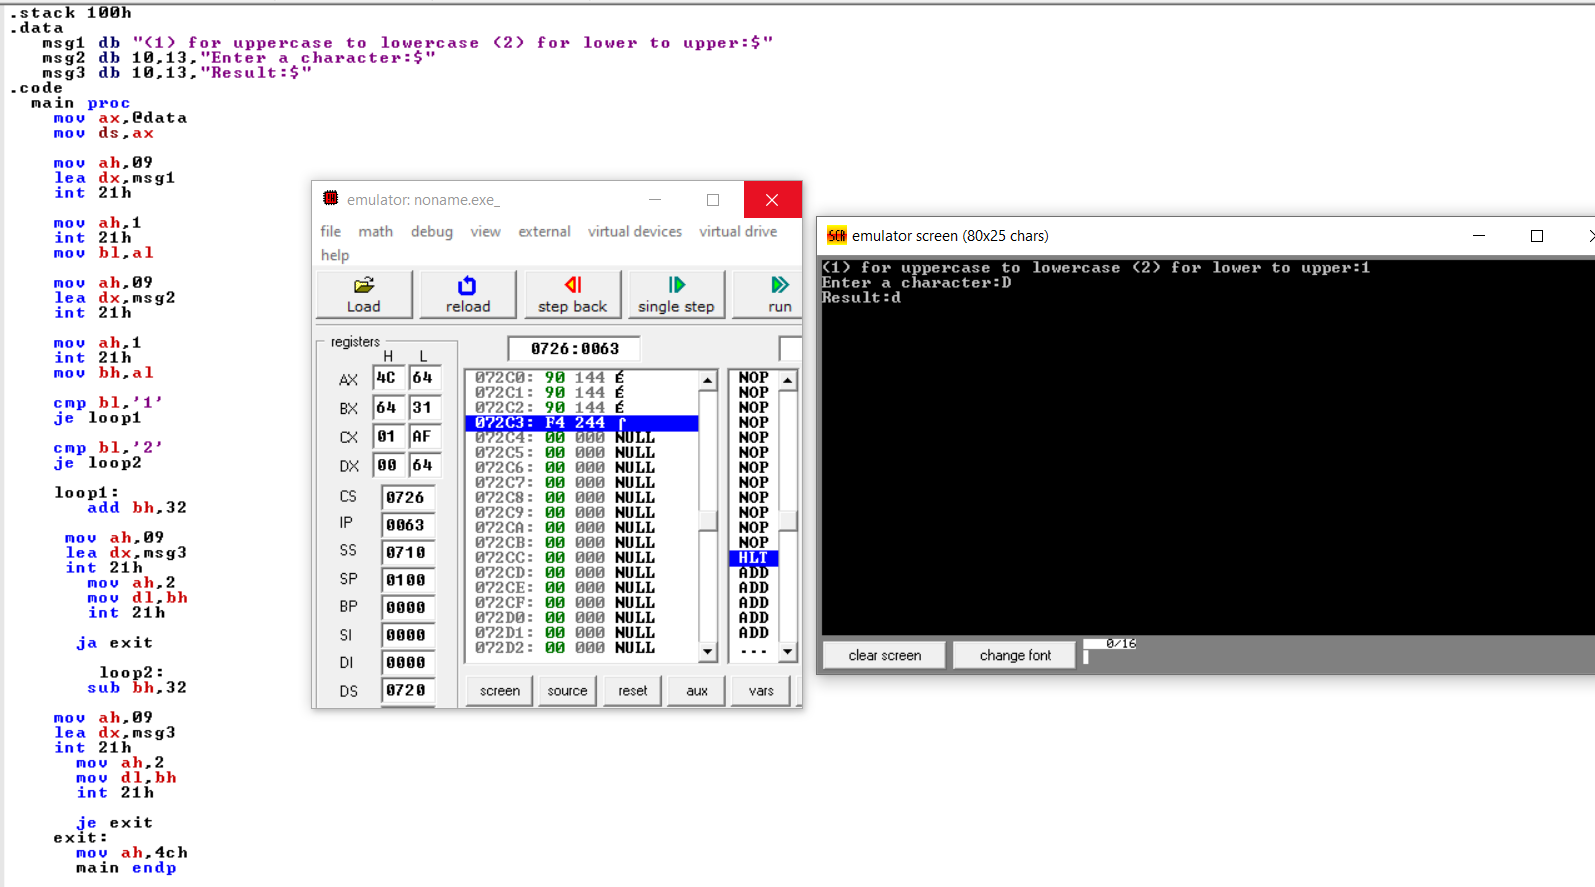 .stack 100h
.data
msg1 db "(1) for uppercase to lowercase (2) for lower to upper:$"
msg2 db 10,13,"Enter a character:$"
msg3 db 10,13,"Result:$"
.code
main proc
mov ax,@data
mov ds,ax
mov ah,09
lea dx,msg1
int 21h
mov ah,1
int 21h
mov bl,al
mov ah,09
lea dx,msg2
int 21h
mov ah,1
int 21h
mov bh,al
cmp bl,'1'
je loop1
cmp bl,'2'
je loop2
loop1:
add bh,32
mov ah,09
lea dx,msg3
int 21h
mov ah,2
mov dl,bh
int 21h
ja exit
loop2:
sub bh,32
mov ah,09
lea dx,msg3
int 21h
mov ah,2
mov dl,bh
int 21h
je exit
exit:
mov ah,4ch
main endp
emulator: noname.exe_
file math debug view external virtual devices virtual drive
help
Load reload step back single step run
registers
H L
0726:0063
AX 4C 64
BX 64 31
CX 01 AF
DX 00 64
CS 0726
IP 0063
SS 0710
SP 0100
BP 0000
SI 0000
DI 0000
DS 0720
072C0: 90 144 É
072C1: 90 144 É
072C2: 90 144 É
072C3: F4 244 ⌠
072C4: 00 000 NULL
072C5: 00 000 NULL
072C6: 00 000 NULL
072C7: 00 000 NULL
072C8: 00 000 NULL
072C9: 00 000 NULL
072CA: 00 000 NULL
072CB: 00 000 NULL
072CC: 00 000 NULL
072CD: 00 000 NULL
072CE: 00 000 NULL
072CF: 00 000 NULL
072D0: 00 000 NULL
072D1: 00 000 NULL
072D2: 00 000 NULL
NOP
NOP
NOP
NOP
NOP
NOP
NOP
NOP
NOP
NOP
NOP
NOP
HLT
ADD
ADD
ADD
ADD
ADD
...
screen source reset aux vars
SCR emulator screen (80x25 chars)
(1) for uppercase to lowercase (2) for lower to upper:1
Enter a character:D
Result:d
clear screen change font 0/16